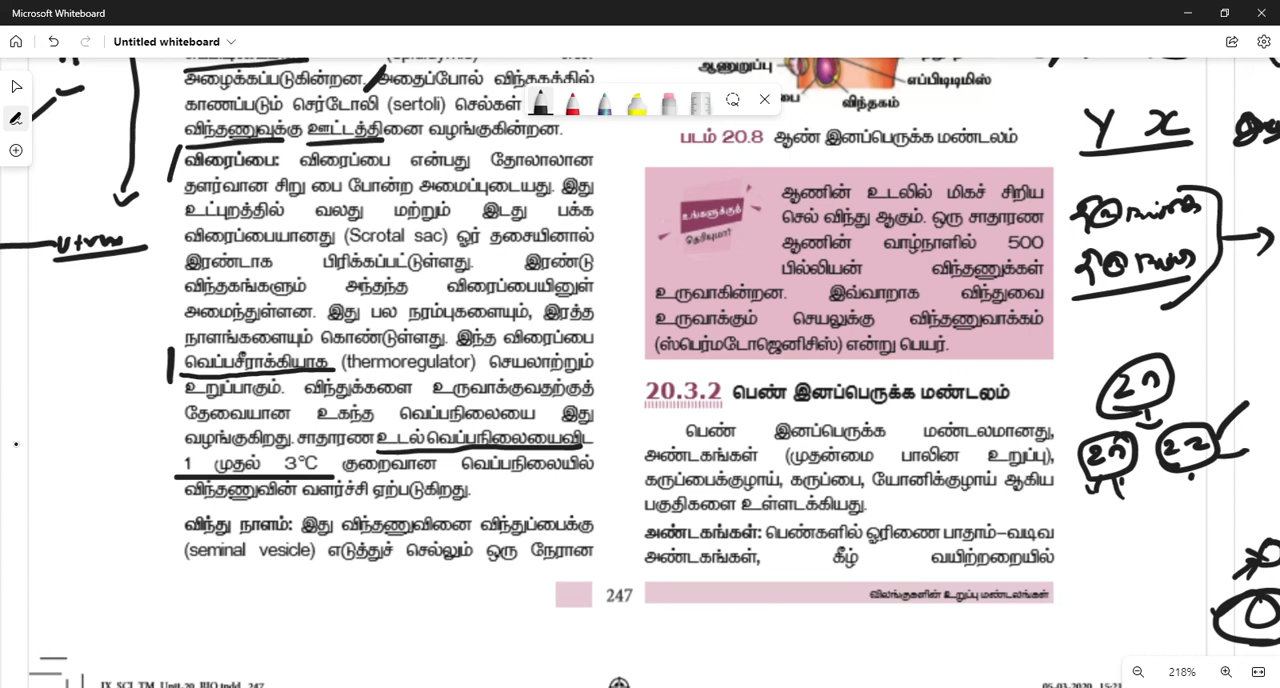 Microsoft Whiteboard
Untitled whiteboard
அழைக்கப்படுகின்றன. அதைப்போல் விந்தகத்தில்
காணப்படும் செர்டோலி (sertoli) செல்கள்
விந்தணுவுக்கு ஊட்டத்தினை வழங்குகின்றன.
விரைப்பை: விரைப்பை என்பது தோலாலான
தளர்வான சிறு பை போன்ற அமைப்புடையது. இது
உட்புறத்தில் வலது மற்றும் இடது பக்க
விரைப்பையானது (Scrotal sac) ஓர் தசையினால்
இரண்டாக பிரிக்கப்பட்டுள்ளது. இரண்டு
விந்தகங்களும் அந்தந்த விரைப்பையினுள்
அமைந்துள்ளன. இது பல நரம்புகளையும், இரத்த
நாளங்களையும் கொண்டுள்ளது. இந்த விரைப்பை
வெப்பசீராக்கியாக (thermoregulator) செயலாற்றும்
உறுப்பாகும். விந்துக்களை உருவாக்குவதற்குத்
தேவையான உகந்த வெப்பநிலையை இது
வழங்குகிறது. சாதாரண உடல் வெப்பநிலையைவிட
1 முதல் 3°C குறைவான வெப்பநிலையில்
விந்தணுவின் வளர்ச்சி ஏற்படுகிறது.
விந்து நாளம்: இது விந்தணுவினை விந்துப்பைக்கு
(seminal vesicle) எடுத்துச் செல்லும் ஒரு நேரான
ஆணுறுப்பு
எப்பிடிடிமிஸ்
பை
விந்தகம்
படம் 20.8 ஆண் இனப்பெருக்க மண்டலம்
உங்களுக்குத்
தெரியுமா?
ஆணின் உடலில் மிகச் சிறிய
செல் விந்து ஆகும். ஒரு சாதாரண
ஆணின் வாழ்நாளில் 500
பில்லியன் விந்தணுக்கள்
உருவாகின்றன. இவ்வாறாக விந்துவை
உருவாக்கும் செயலுக்கு விந்தணுவாக்கம்
(ஸ்பெர்மடோஜெனிசிஸ்) என்று பெயர்.
20.3.2 பெண் இனப்பெருக்க மண்டலம்
பெண் இனப்பெருக்க மண்டலமானது,
அண்டகங்கள் (முதன்மை பாலின உறுப்பு),
கருப்பைக்குழாய், கருப்பை, யோனிக்குழாய் ஆகிய
பகுதிகளை உள்ளடக்கியது.
அண்டகங்கள்: பெண்களில் ஓரிணை பாதாம்–வடிவ
அண்டகங்கள், கீழ் வயிற்றறையில்
247
விலங்குகளின் உறுப்பு மண்டலங்கள்
Y X
2n
2n
22
218%
IX_SCI_TM_Unit-20_BIO.indd 247